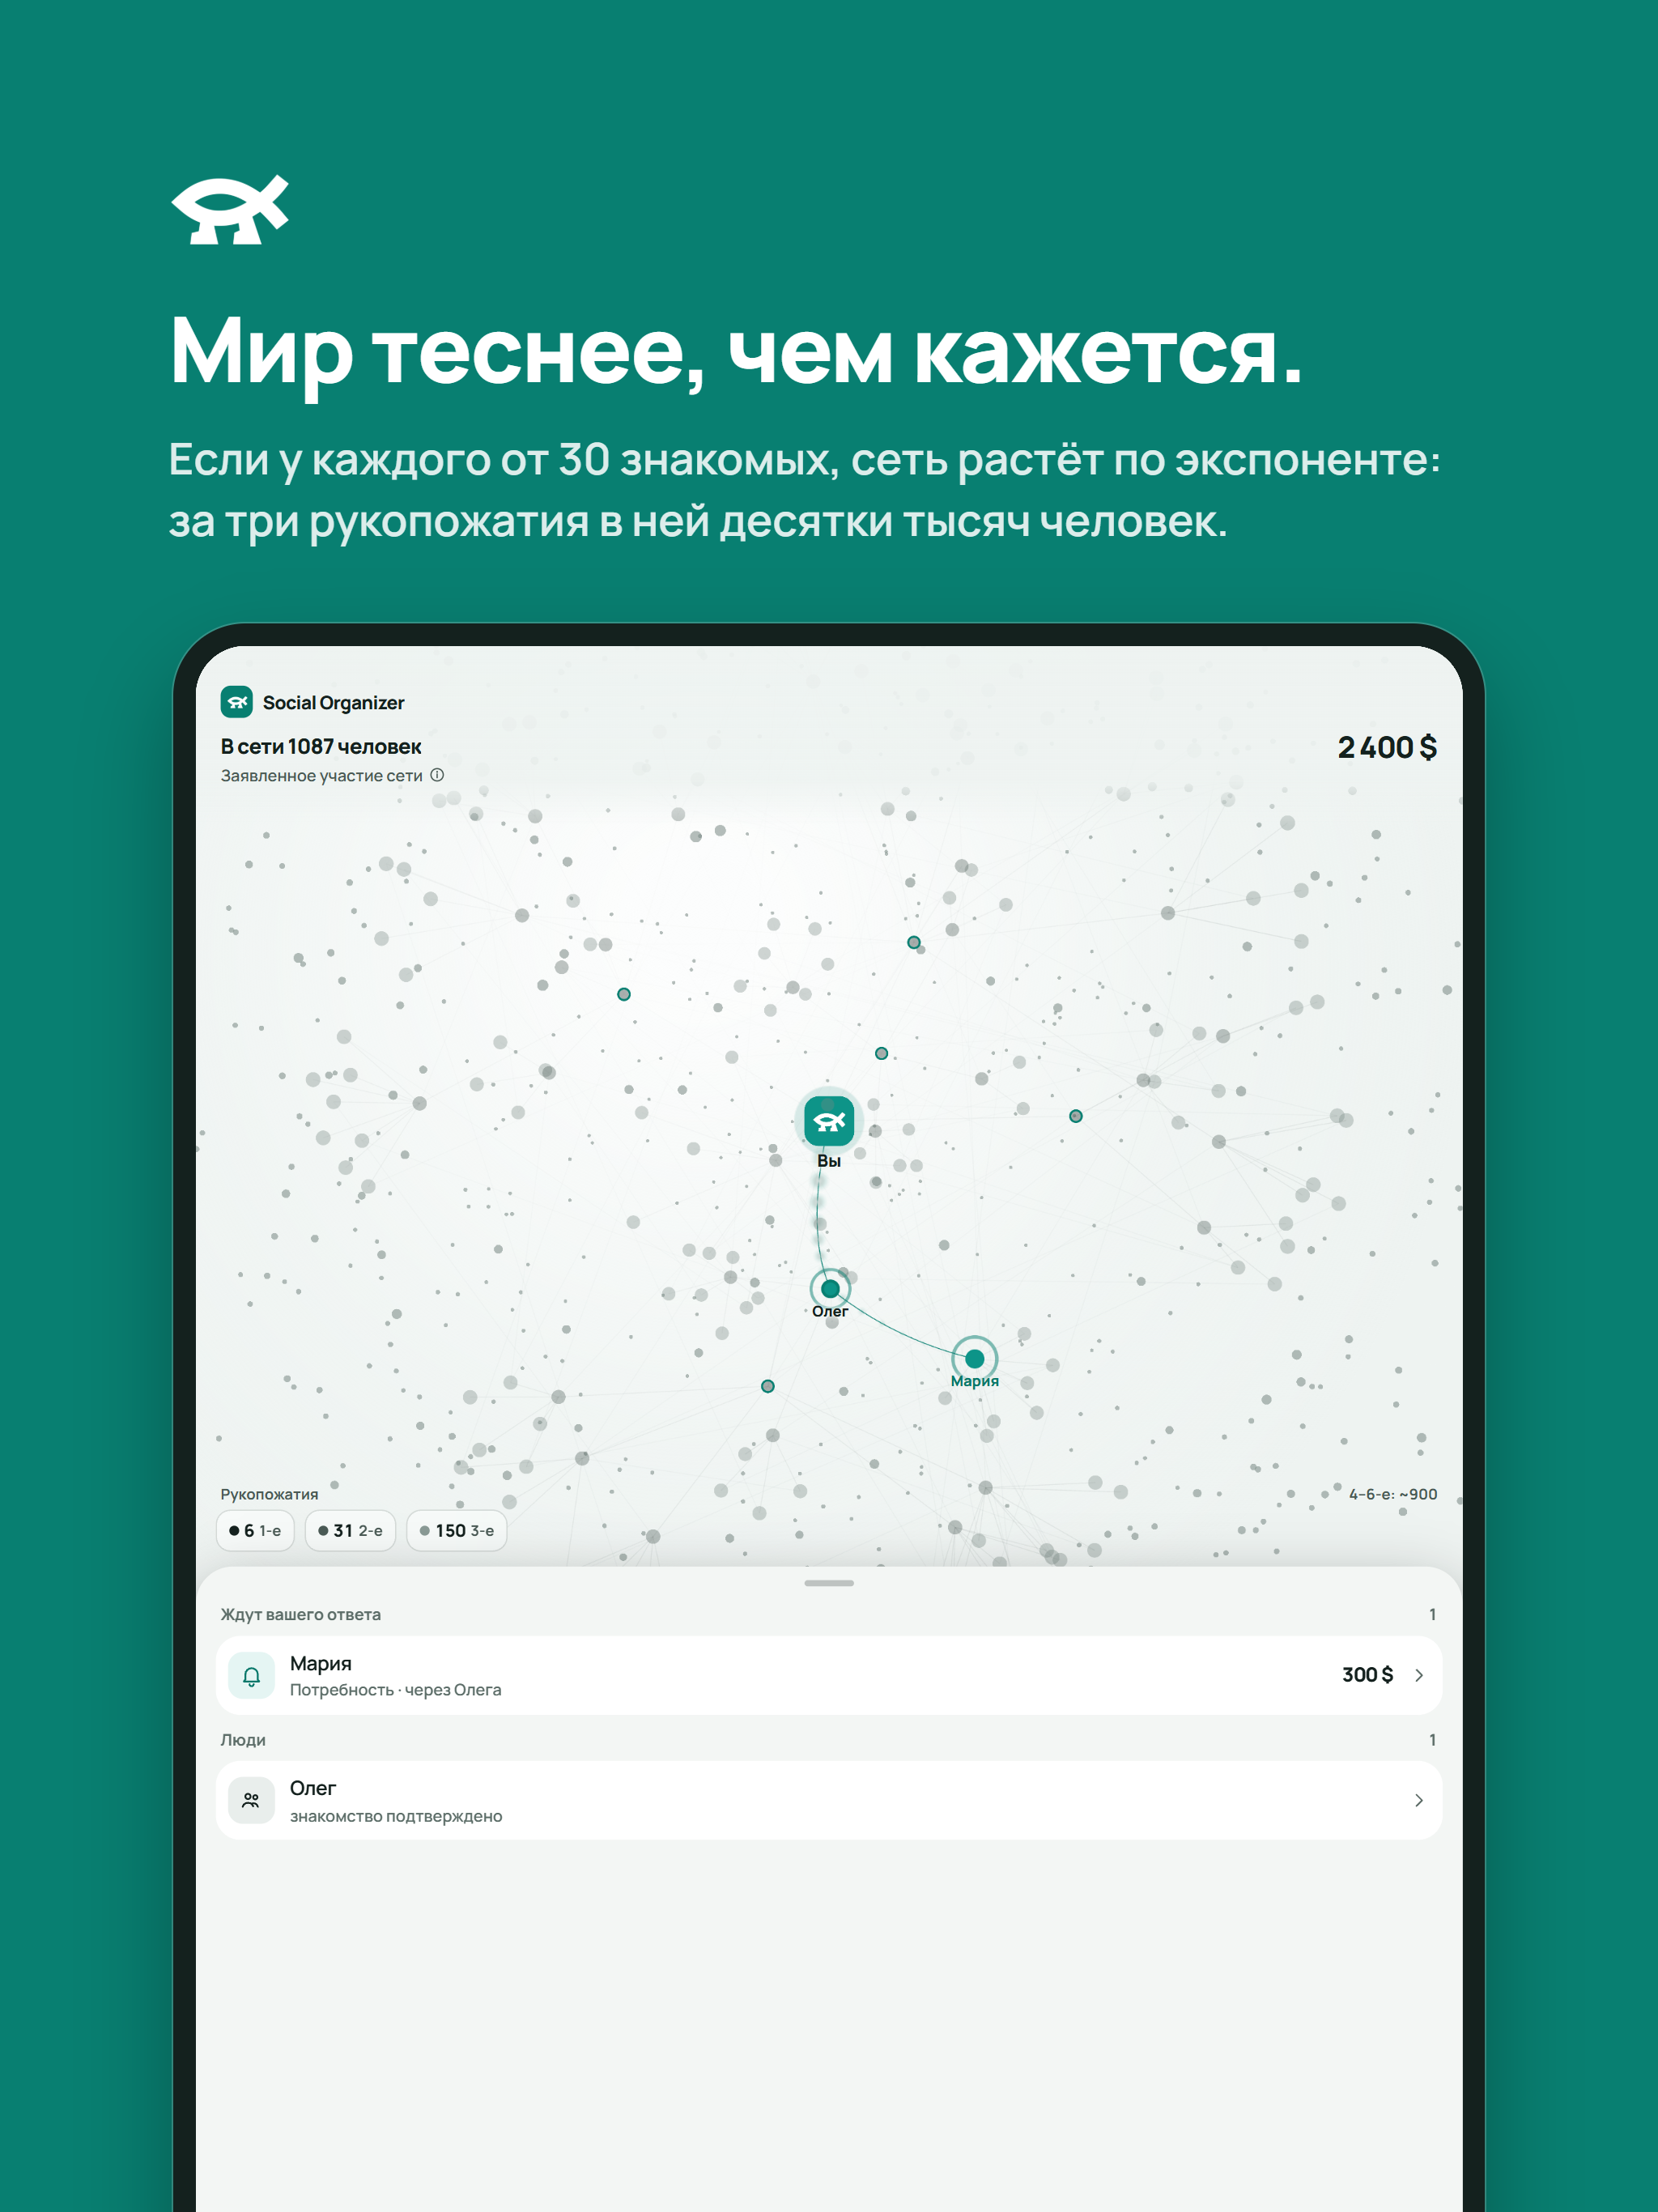 Мир теснее, чем кажется.
Если у каждого от 30 знакомых, сеть растёт по экспоненте:
за три рукопожатия в ней десятки тысяч человек.
Social Organizer
В сети 1087 человек
2 400 $
Заявленное участие сети
Вы
Олег
Мария
Рукопожатия
4–6-е: ~900
6 1-е
31 2-е
150 3-е
Ждут вашего ответа
1
Мария
Потребность · через Олега
300 $
Люди
1
Олег
знакомство подтверждено